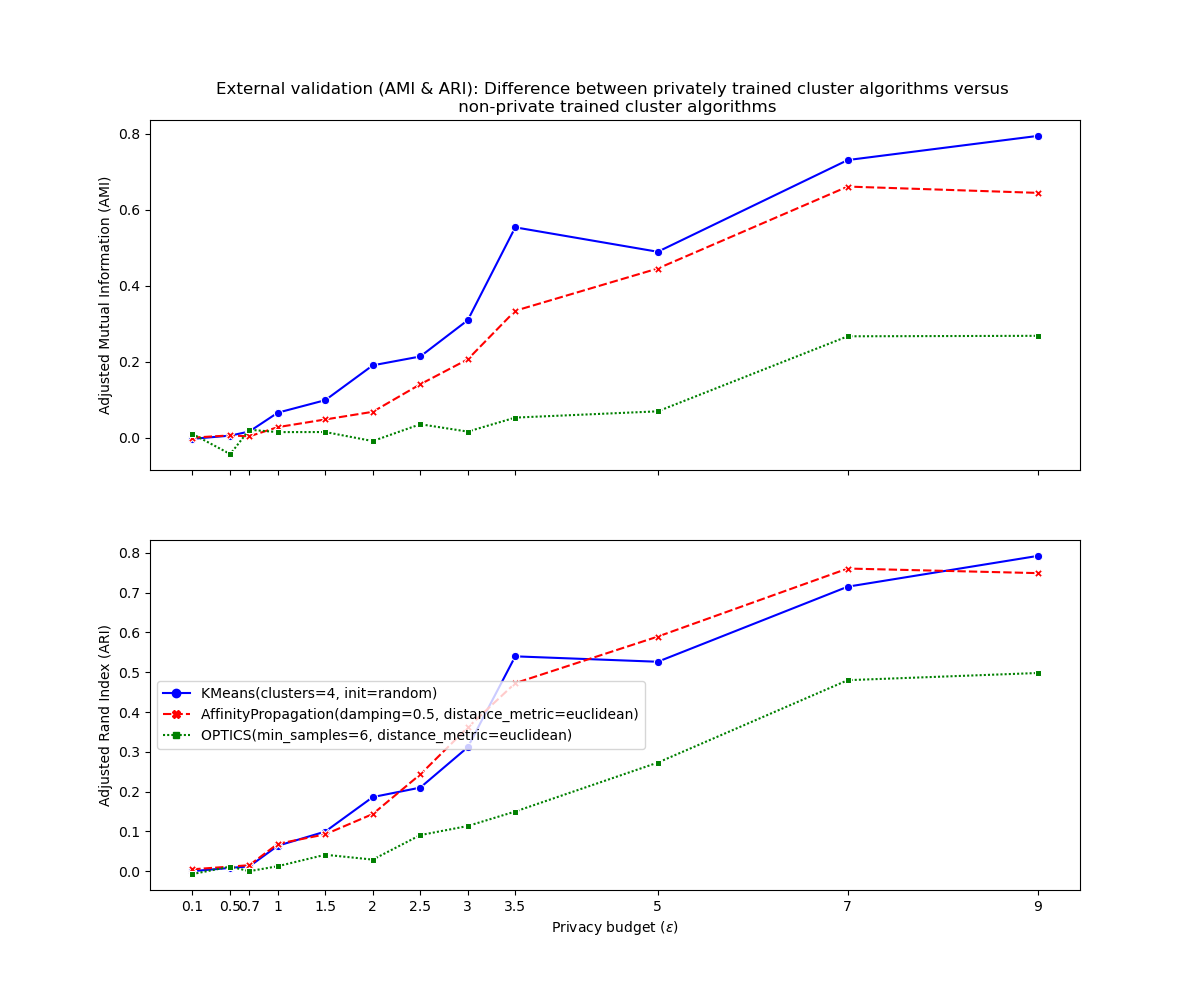 External validation (AMI & ARI): Difference between privately trained cluster algorithms versus
non-private trained cluster algorithms
Adjusted Mutual Information (AMI)
0.8
0.6
0.4
0.2
0.0
Adjusted Rand Index (ARI)
0.8
0.7
0.6
0.5
0.4
0.3
0.2
0.1
0.0
KMeans(clusters=4, init=random)
AffinityPropagation(damping=0.5, distance_metric=euclidean)
OPTICS(min_samples=6, distance_metric=euclidean)
0.1 0.5 0.7 1 1.5 2 2.5 3 3.5 5 7 9
Privacy budget (ε)